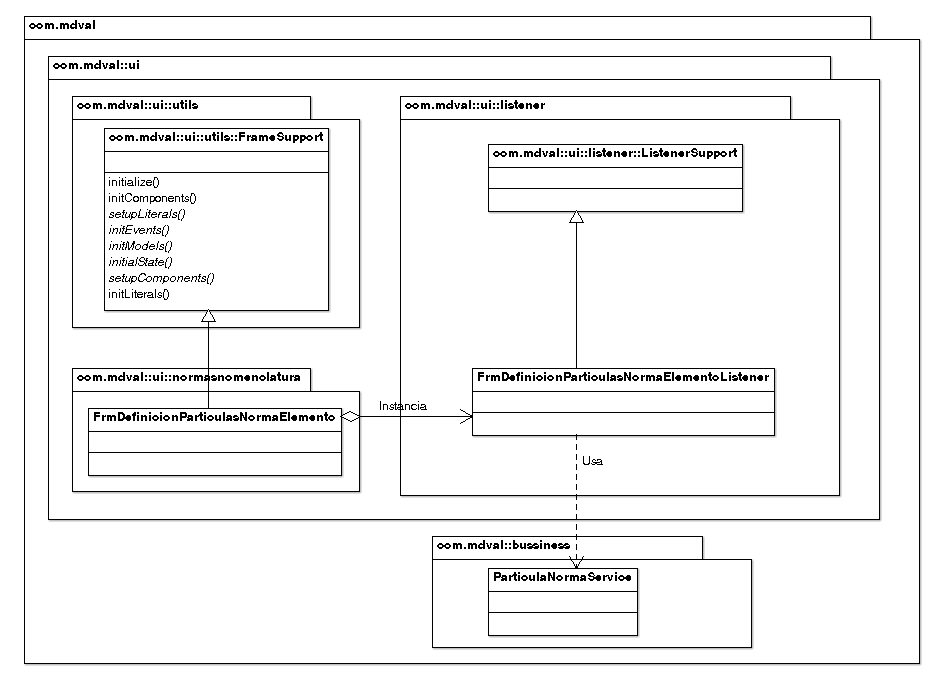 com.mdval
com.mdval::ui
com.mdval::ui::utils
com.mdval::ui::listener
com.mdval::ui::utils::FrameSupport
initialize()
initComponents()
setupLiterals()
initEvents()
initModels()
initialState()
setupComponents()
initLiterals()
com.mdval::ui::listener::ListenerSupport
com.mdval::ui::normasnomenclatura
FrmDefinicionParticulasNormaElemento
Instancia
FrmDefinicionParticulasNormaElementoListener
Usa
com.mdval::bussiness
ParticulaNormaService